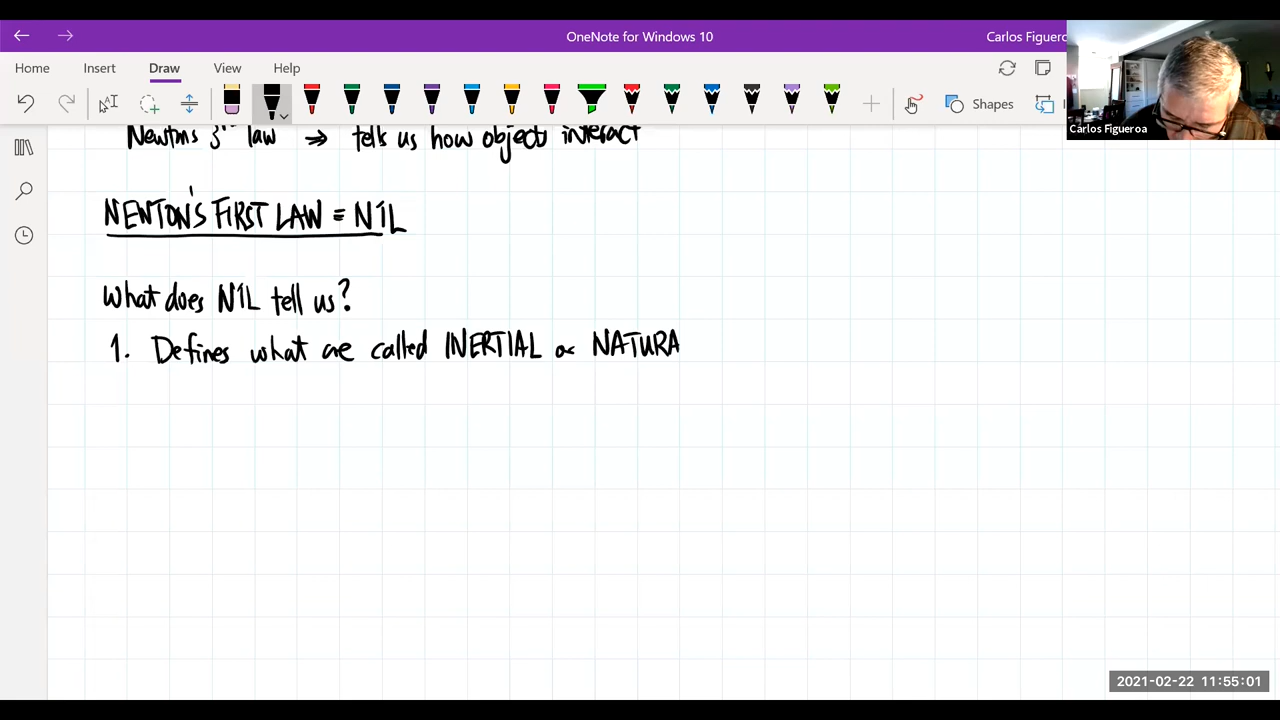 OneNote for Windows 10
Carlos Figuero
Home Insert Draw View Help
Shapes
Carlos Figueroa
Newtons 3rd law ⇒ tells us how objects interact
NEWTON'S FIRST LAW ≡ N1L
What does N1L tell us?
1. Defines what are called INERTIAL or NATURA
2021-02-22 11:55:01